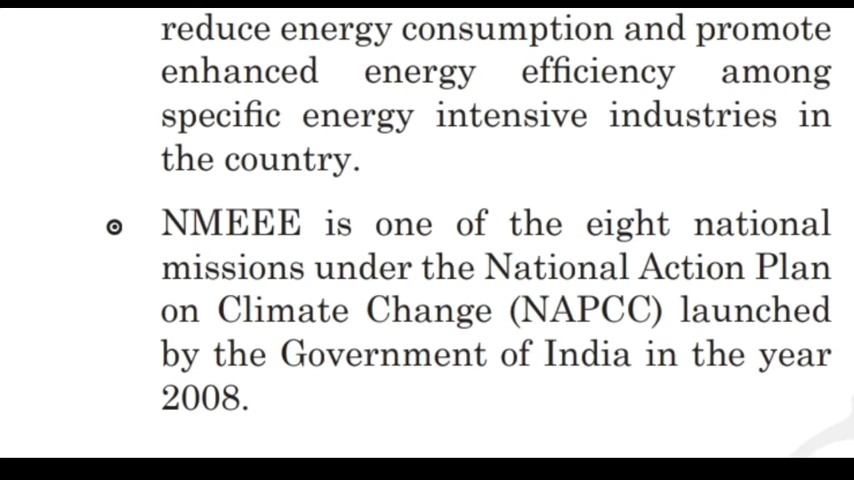 reduce energy consumption and promote
enhanced energy efficiency among
specific energy intensive industries in
the country.
NMEEE is one of the eight national
missions under the National Action Plan
on Climate Change (NAPCC) launched
by the Government of India in the year
2008.